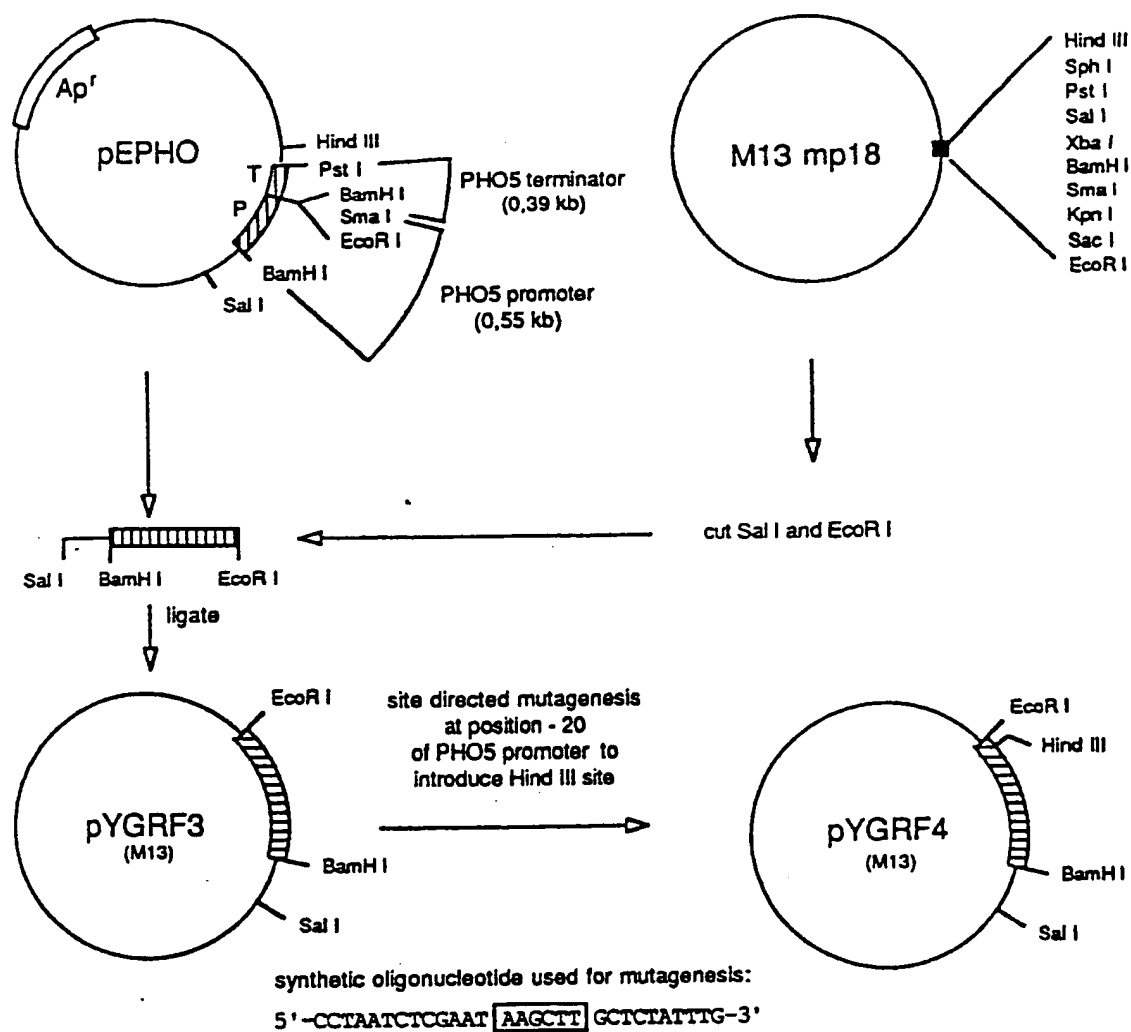 Ap^r
pEPHO
Hind III
T
Pst I
P
BamH I
Sma I
EcoR I
BamH I
Sal I
PHO5 terminator
(0,39 kb)
PHO5 promoter
(0,55 kb)
M13 mp18
Hind III
Sph I
Pst I
Sal I
Xba I
BamH I
Sma I
Kpn I
Sac I
EcoR I
cut Sal I and EcoR I
Sal I BamH I EcoR I
ligate
EcoR I
pYGRF3
(M13)
BamH I
Sal I
site directed mutagenesis
at position - 20
of PHO5 promoter to
introduce Hind III site
EcoR I
Hind III
pYGRF4
(M13)
BamH I
Sal I
synthetic oligonucleotide used for mutagenesis:
5'-CCTAATCTCGAAT AAGCTT GCTCTATTTG-3'